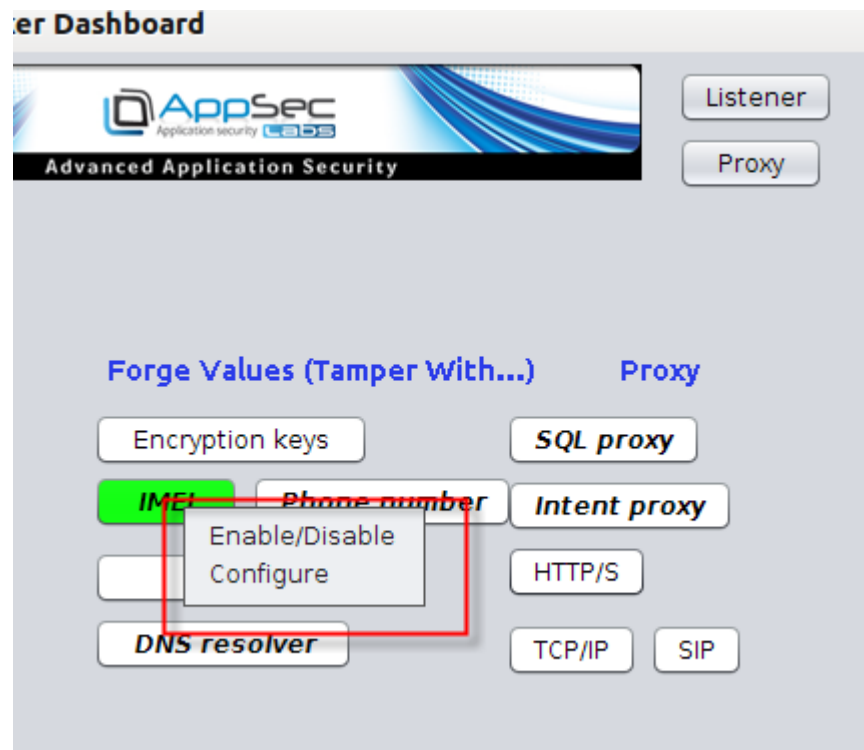 er Dashboard
AppSec
Application security Labs
Advanced Application Security
Listener
Proxy
Forge Values (Tamper With...)
Proxy
Encryption keys
SQL proxy
IMEI
Phone number
Intent proxy
Enable/Disable
Configure
HTTP/S
DNS resolver
TCP/IP
SIP